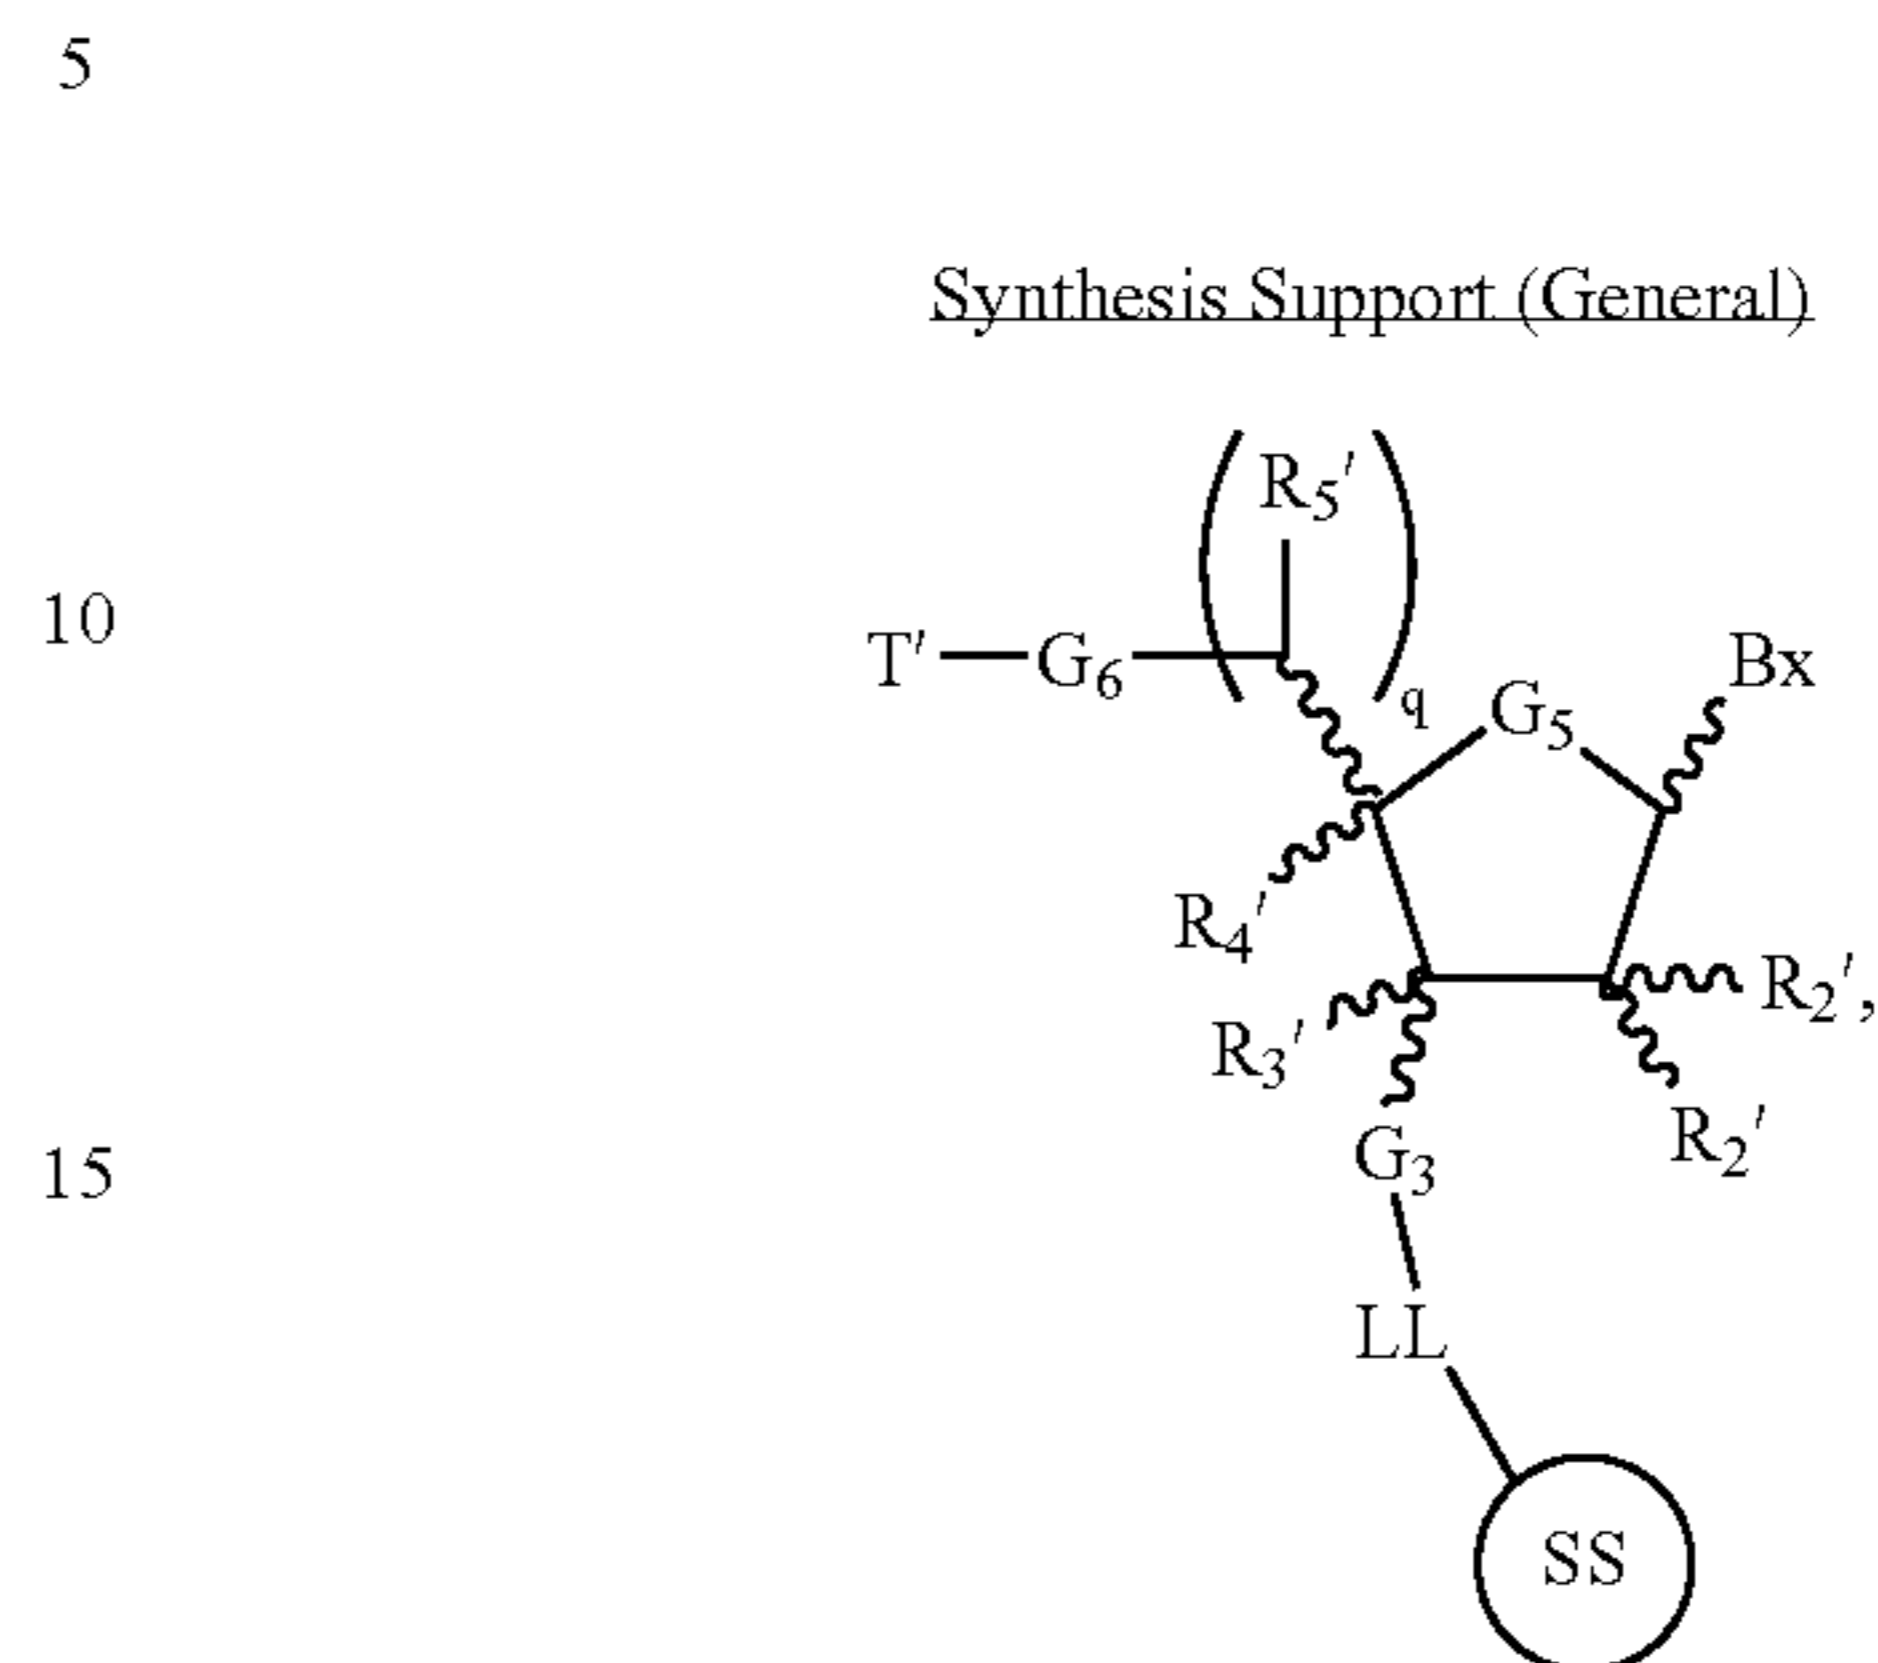 5
Synthesis Support (General)
R5′
10
T′ G6 q G5 Bx
R4′
R2′,
R3′
R2′
15
G3
LL
SS